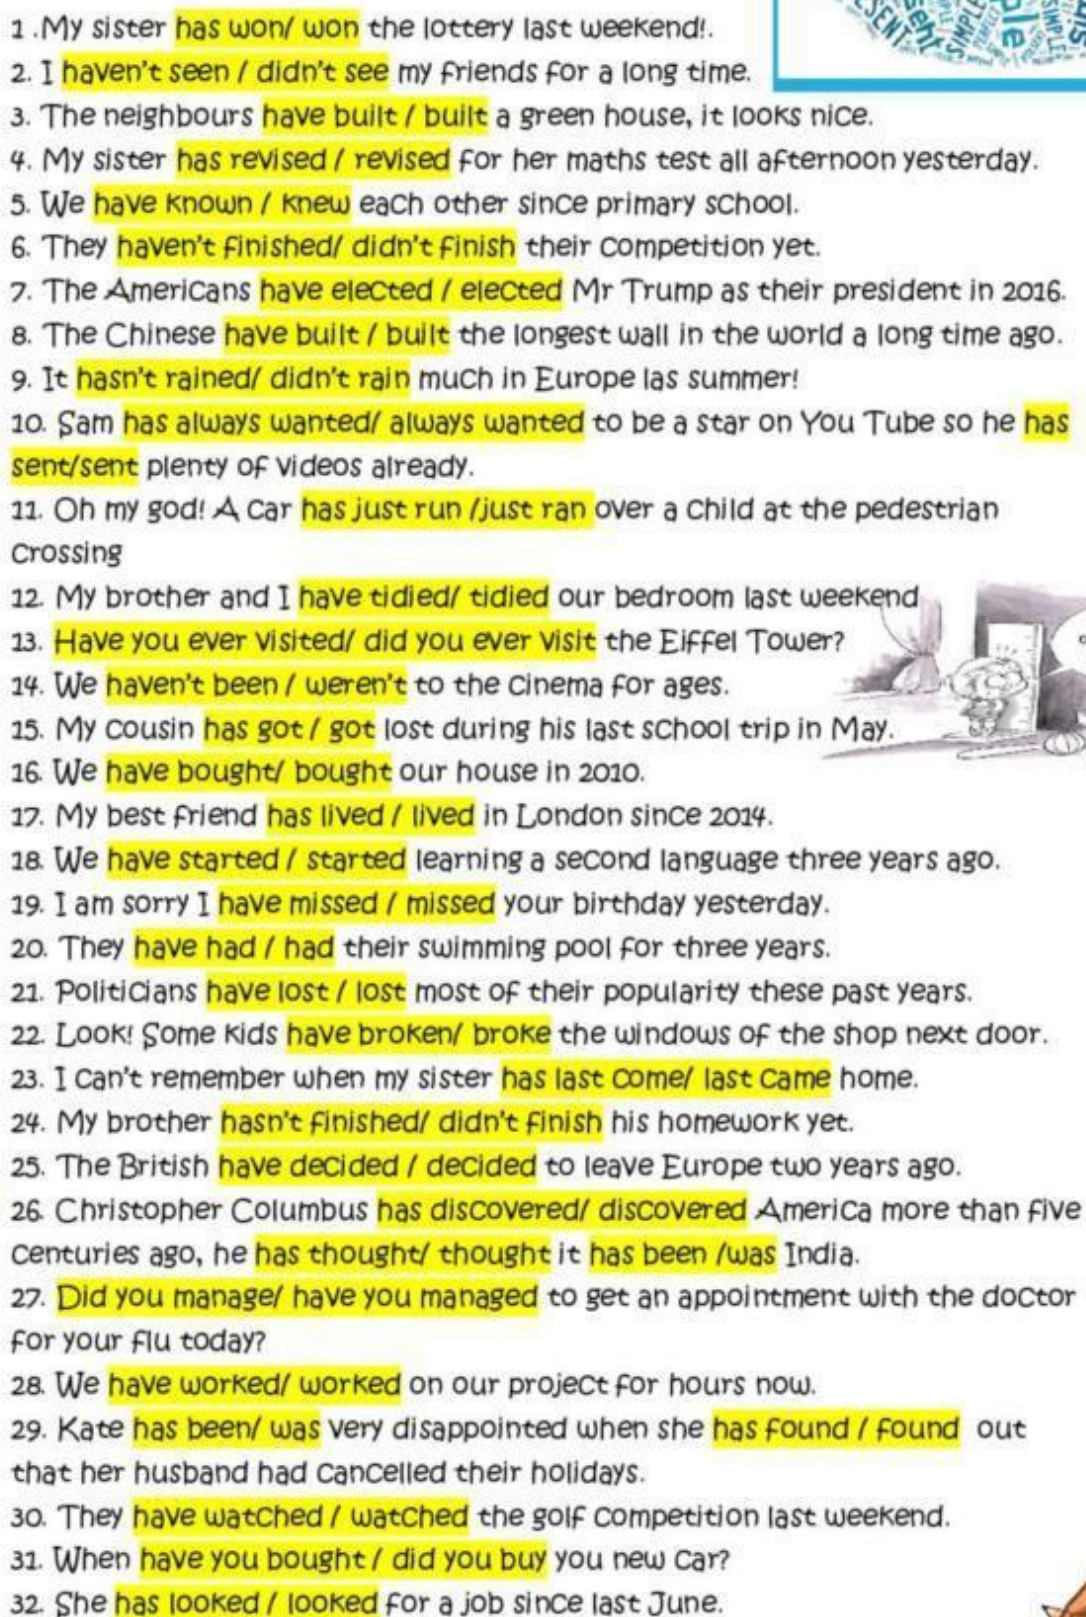 1 .My sister has won/ won the lottery last weekend!.
2. I haven't seen / didn't see my friends for a long time.
3. The neighbours have built / built a green house, it looks nice.
4. My sister has revised / revised for her maths test all afternoon yesterday.
5. We have known / knew each other since primary school.
6. They haven't finished/ didn't finish their competition yet.
7. The Americans have elected / elected Mr Trump as their president in 2016.
8. The Chinese have built / built the longest wall in the world a long time ago.
9. It hasn't rained/ didn't rain much in Europe las summer!
10. Sam has always wanted/ always wanted to be a star on You Tube so he has
sent/sent plenty of videos already.
11. Oh my god! A car has just run /just ran over a child at the pedestrian
crossing
12. My brother and I have tidied/ tidied our bedroom last weekend
13. Have you ever visited/ did you ever visit the Eiffel Tower?
14. We haven't been / weren't to the cinema for ages.
15. My cousin has got / got lost during his last school trip in May.
16. We have bought/ bought our house in 2010.
17. My best friend has lived / lived in London since 2014.
18. We have started / started learning a second language three years ago.
19. I am sorry I have missed / missed your birthday yesterday.
20. They have had / had their swimming pool for three years.
21. Politicians have lost / lost most of their popularity these past years.
22. Look! Some kids have broken/ broke the windows of the shop next door.
23. I can't remember when my sister has last come/ last came home.
24. My brother hasn't finished/ didn't finish his homework yet.
25. The British have decided / decided to leave Europe two years ago.
26. Christopher Columbus has discovered/ discovered America more than five
centuries ago, he has thought/ thought it has been /was India.
27. Did you manage/ have you managed to get an appointment with the doctor
for your flu today?
28. We have worked/ worked on our project for hours now.
29. Kate has been/ was very disappointed when she has found / found out
that her husband had cancelled their holidays.
30. They have watched / watched the golf competition last weekend.
31. When have you bought / did you buy you new car?
32. She has looked / looked for a job since last June.